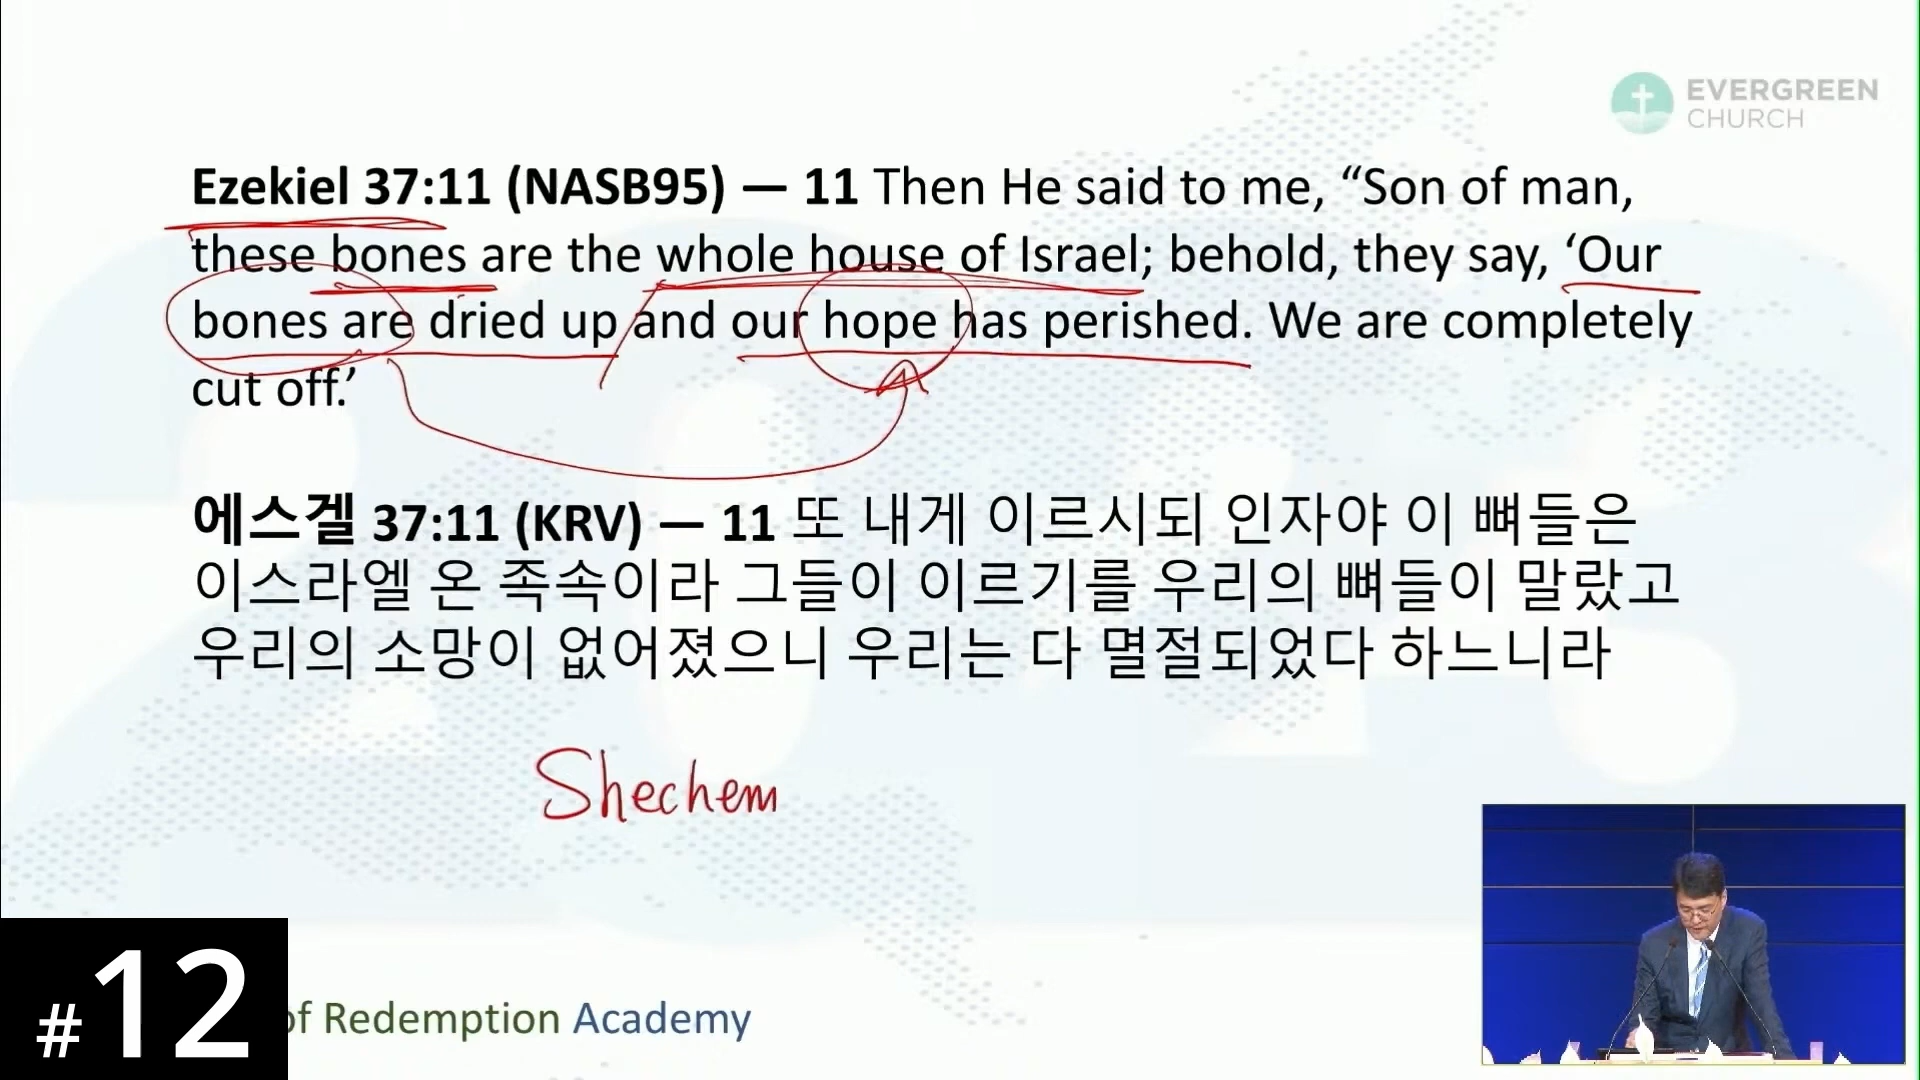 EVERGREEN
CHURCH
Ezekiel 37:11 (NASB95) — 11 Then He said to me, “Son of man,
these bones are the whole house of Israel; behold, they say, ‘Our
bones are dried up and our hope has perished. We are completely
cut off.’
에스겔 37:11 (KRV) — 11 또 내게 이르시되 인자야 이 뼈들은
이스라엘 온 족속이라 그들이 이르기를 우리의 뼈들이 말랐고
우리의 소망이 없어졌으니 우리는 다 멸절되었다 하느니라
Shechem
#12
of Redemption Academy